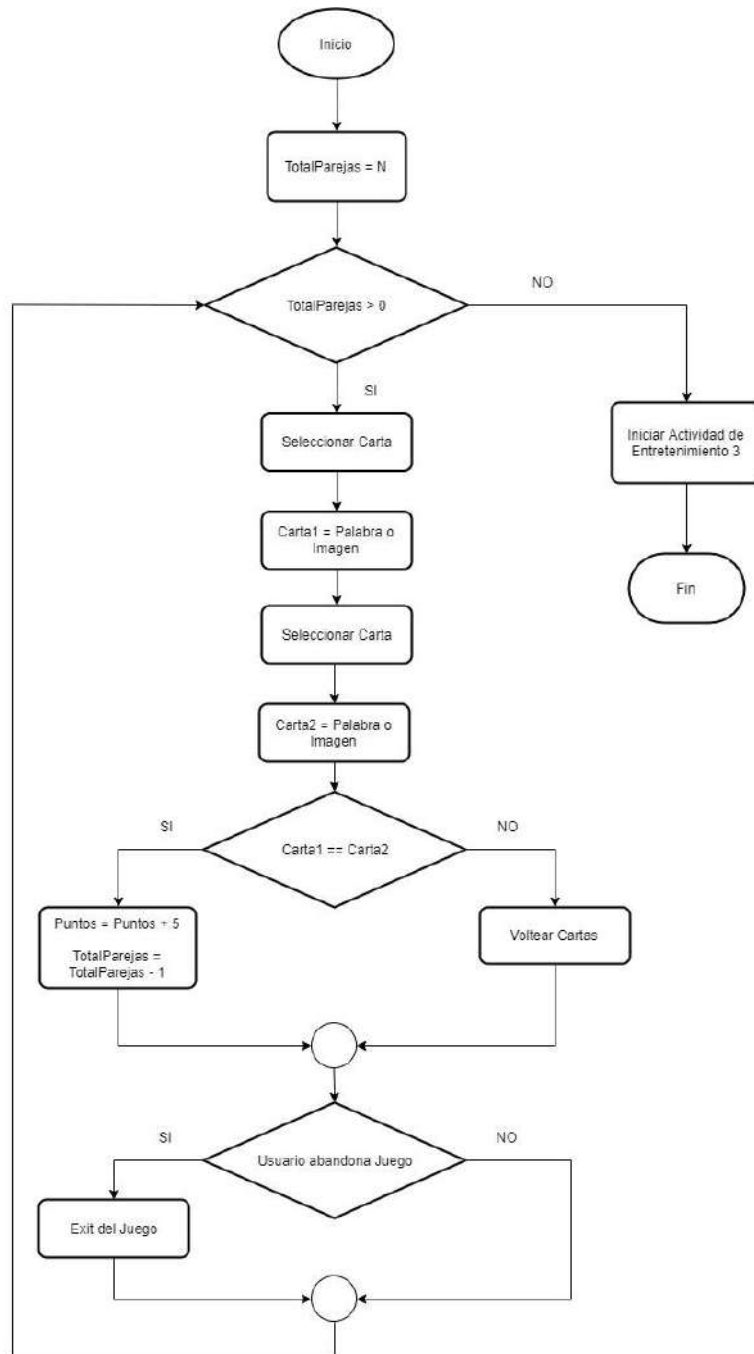 Inicio
TotalParejas = N
TotalParejas > 0
NO
SI
Seleccionar Carta
Iniciar Actividad de
Entretenimiento 3
Carta1 = Palabra o
Imagen
Fin
Seleccionar Carta
Carta2 = Palabra o
Imagen
SI
NO
Carta1 == Carta2
Puntos = Puntos + 5
TotalParejas =
TotalParejas - 1
Voltear Cartas
SI
NO
Usuario abandona Juego
Exit del Juego